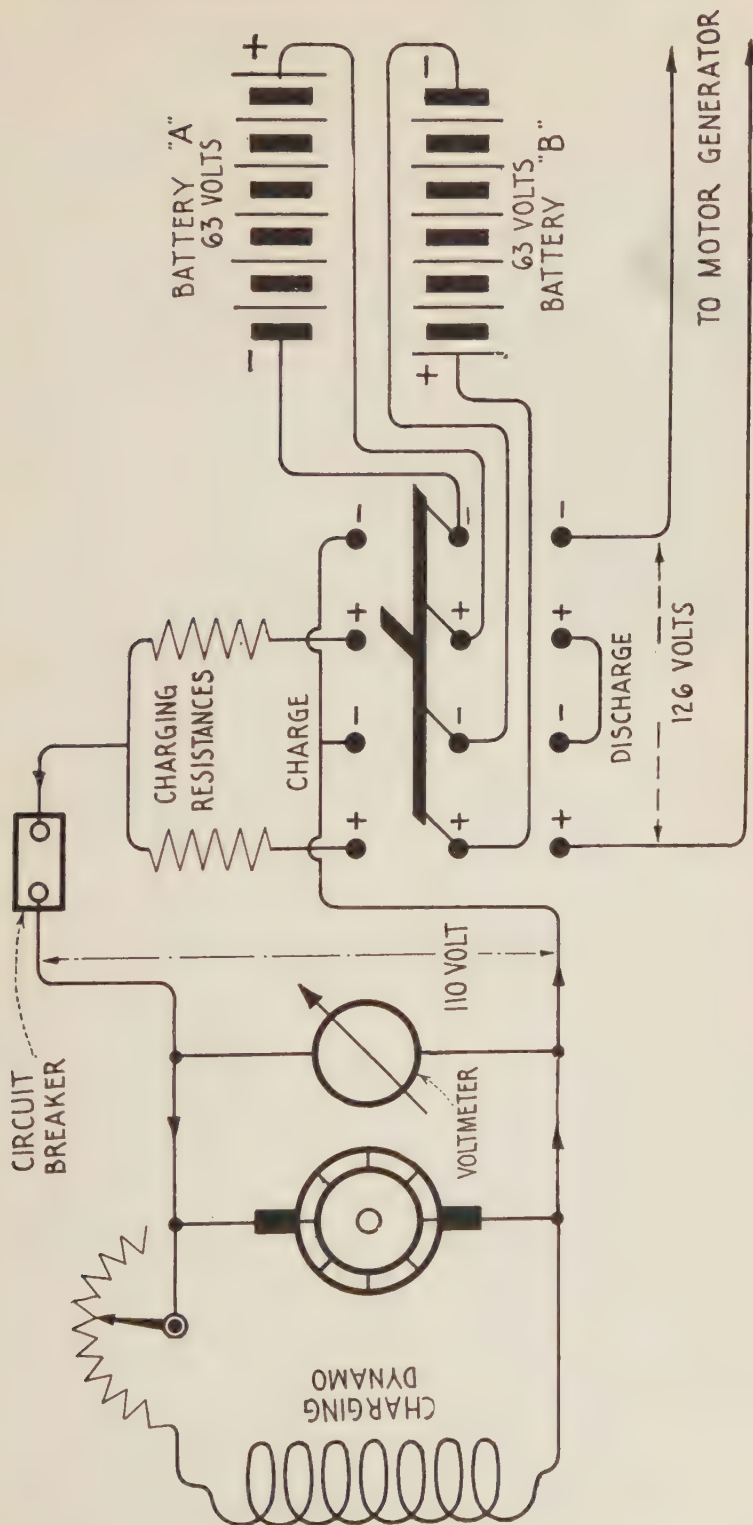 CIRCUIT
BREAKER
CHARGING
DYNAMO
VOLTMETER
110 VOLT
CHARGING
RESISTANCES
CHARGE
+ - + -
+ - + -
+ - + -
DISCHARGE
126 VOLTS
BATTERY "A"
63 VOLTS
- +
+ -
63 VOLTS
BATTERY "B"
TO MOTOR GENERATOR